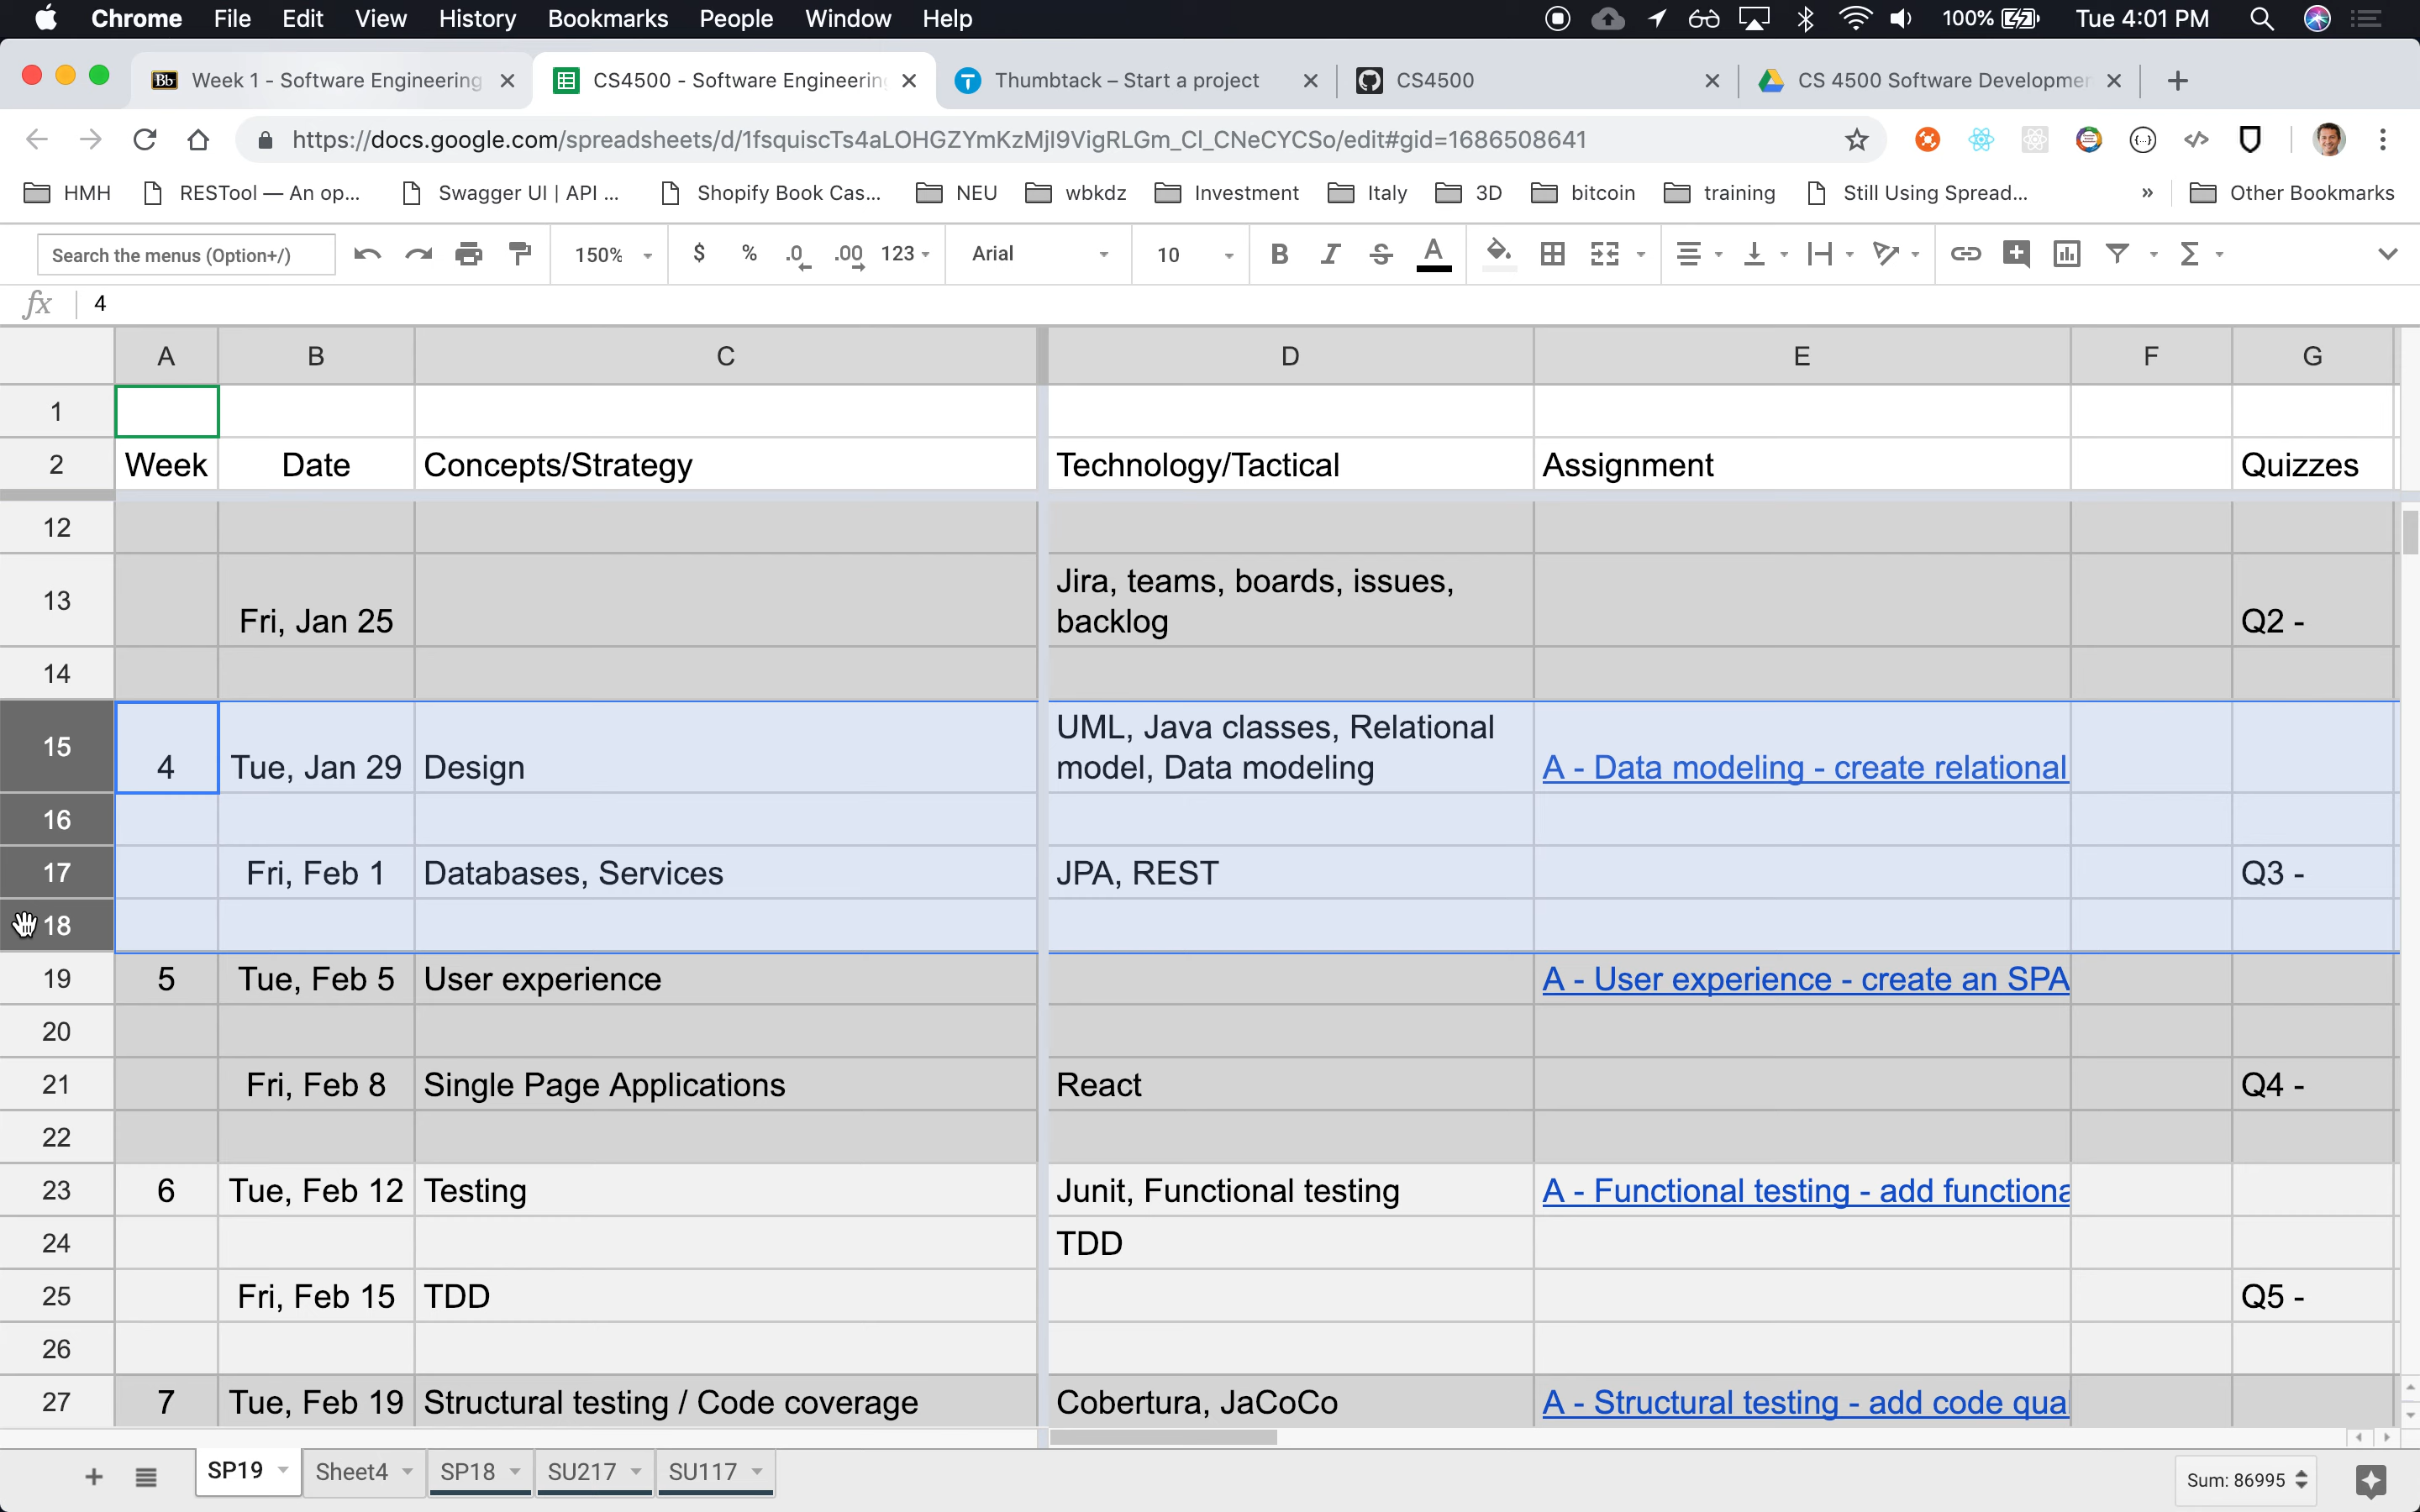 Chrome File Edit View History Bookmarks People Window Help 100% Tue 4:01 PM
Week 1 - Software Engineering CS4500 - Software Engineerin Thumbtack – Start a project CS4500 CS 4500 Software Developmen
https://docs.google.com/spreadsheets/d/1fsquiscTs4aLOHGZYmKzMjl9VigRLGm_Cl_CNeCYCSo/edit#gid=1686508641
HMH RESTool — An op... Swagger UI | API ... Shopify Book Cas... NEU wbkdz Investment Italy 3D bitcoin training Still Using Spread... » Other Bookmarks
Search the menus (Option+/) 150% $ % .0 .00 123 Arial 10 B I S A
fx 4
A B C D E F G
1
2 Week Date Concepts/Strategy Technology/Tactical Assignment Quizzes
12
13 Fri, Jan 25 Jira, teams, boards, issues, backlog Q2 -
14
15 4 Tue, Jan 29 Design UML, Java classes, Relational model, Data modeling A - Data modeling - create relational
16
17 Fri, Feb 1 Databases, Services JPA, REST Q3 -
18
19 5 Tue, Feb 5 User experience A - User experience - create an SPA
20
21 Fri, Feb 8 Single Page Applications React Q4 -
22
23 6 Tue, Feb 12 Testing Junit, Functional testing A - Functional testing - add functiona
24 TDD
25 Fri, Feb 15 TDD Q5 -
26
27 7 Tue, Feb 19 Structural testing / Code coverage Cobertura, JaCoCo A - Structural testing - add code qua
SP19 Sheet4 SP18 SU217 SU117 Sum: 86995